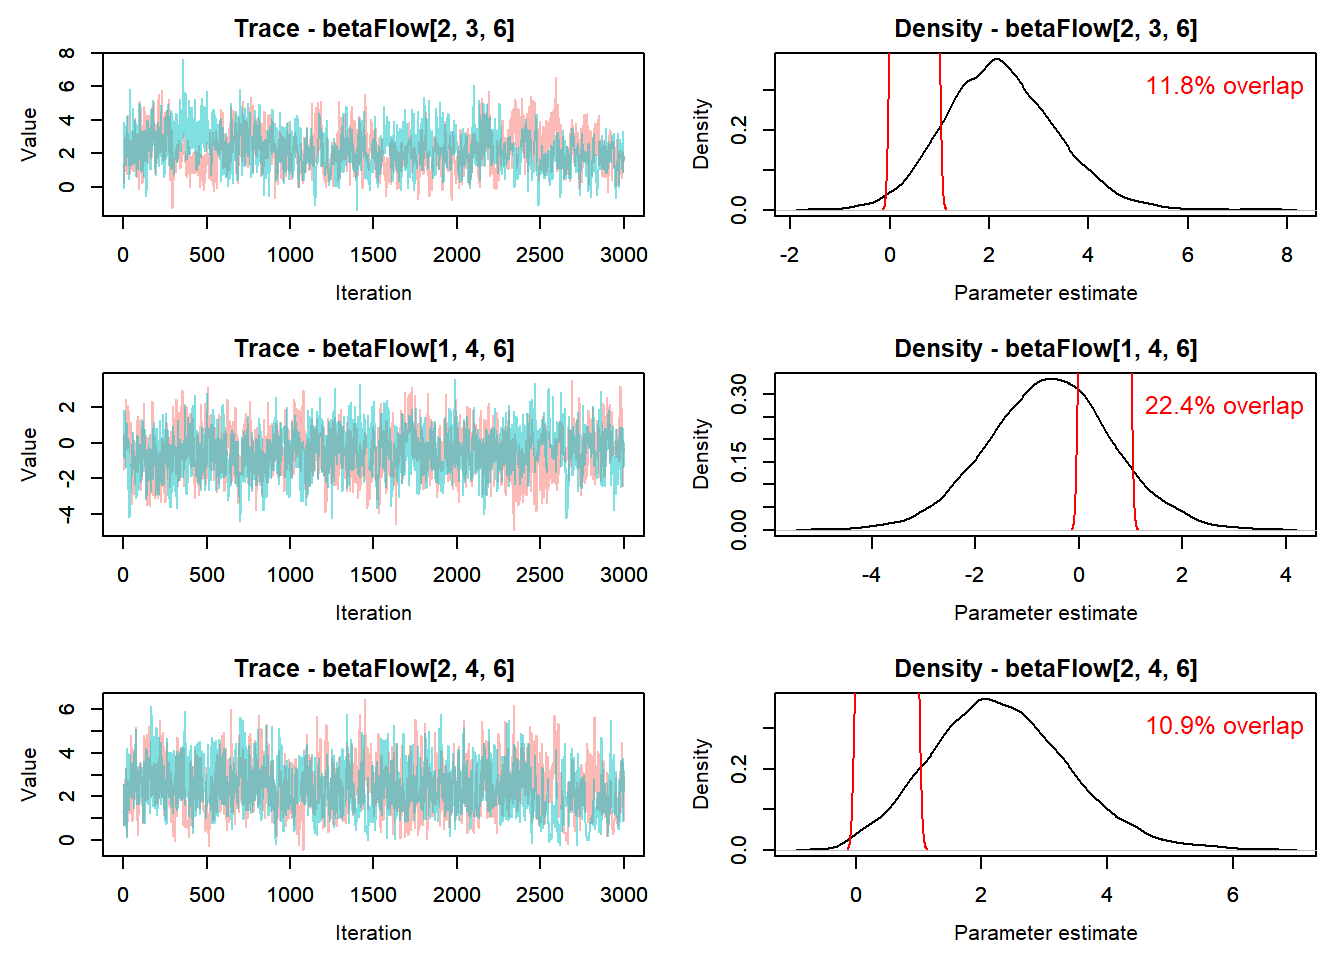 Trace - betaFlow[2, 3, 6]
Value
8
6
4
2
0
0 500 1000 1500 2000 2500 3000
Iteration
Density - betaFlow[2, 3, 6]
11.8% overlap
Density
0.2
0.0
-2 0 2 4 6 8
Parameter estimate
Trace - betaFlow[1, 4, 6]
Value
2
0
-2
-4
0 500 1000 1500 2000 2500 3000
Iteration
Density - betaFlow[1, 4, 6]
22.4% overlap
Density
0.30
0.15
0.00
-4 -2 0 2 4
Parameter estimate
Trace - betaFlow[2, 4, 6]
Value
6
4
2
0
0 500 1000 1500 2000 2500 3000
Iteration
Density - betaFlow[2, 4, 6]
10.9% overlap
Density
0.2
0.0
0 2 4 6
Parameter estimate